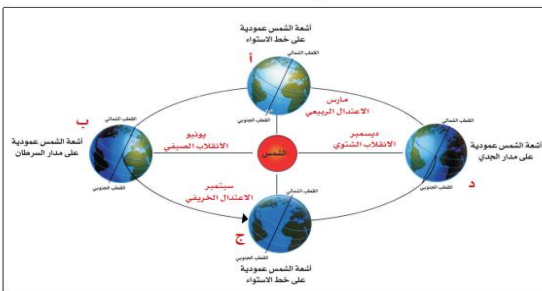 أشعة الشمس عمودية
على خط الاستواء
القطب الشمالي
أ
القطب الجنوبي
مارس
الاعتدال الربيعي
ب
القطب الشمالي
أشعة الشمس عمودية
على مدار السرطان
القطب الجنوبي
يونيو
الانقلاب الصيفي
الشمس
ديسمبر
الانقلاب الشتوي
القطب الشمالي
أشعة الشمس عمودية
على مدار الجدي
القطب الجنوبي
د
سبتمبر
الاعتدال الخريفي
القطب الشمالي
ج
القطب الجنوبي
أشعة الشمس عمودية
على خط الاستواء